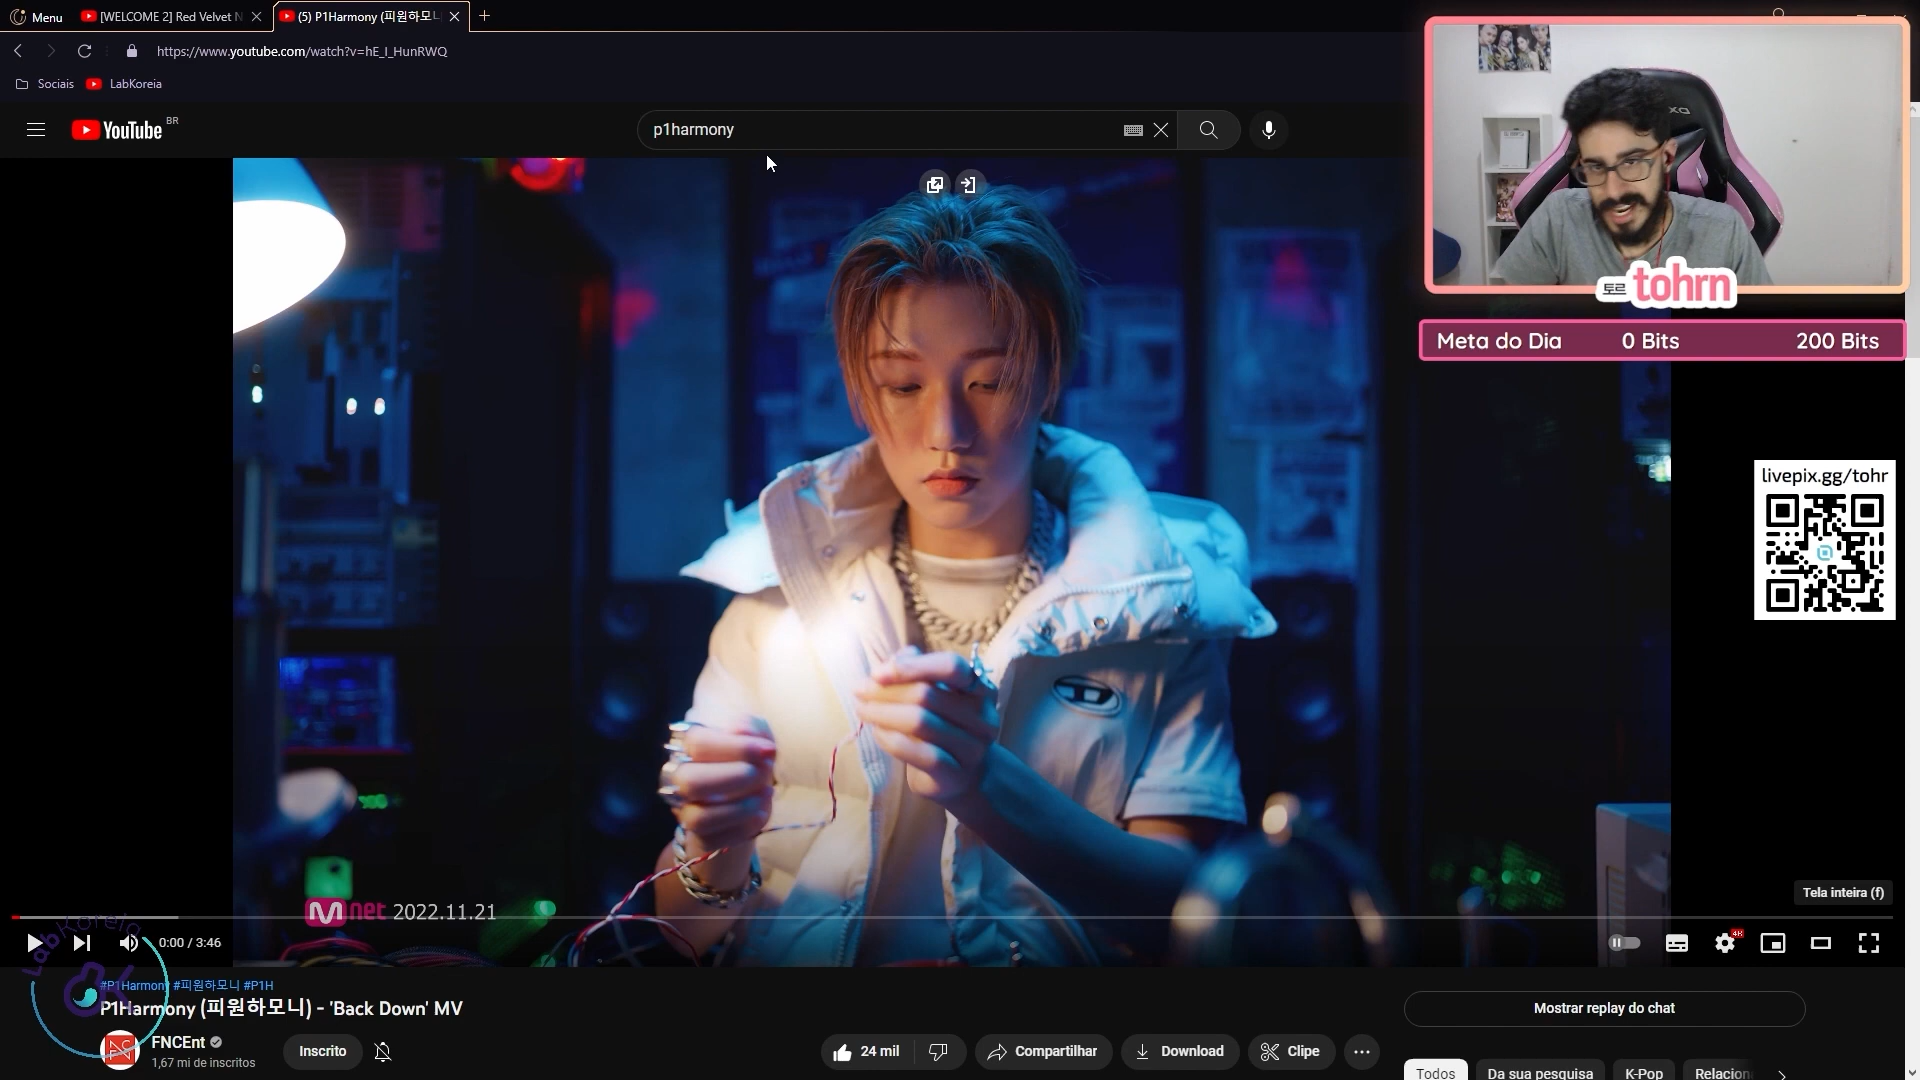 Menu
[WELCOME 2] Red Velvet N
(5) P1Harmony (피원하모니
https://www.youtube.com/watch?v=hE_I_HunRWQ
Sociais
LabKoreia
YouTube BR
p1harmony
토르 tohrn
Meta do Dia 0 Bits 200 Bits
livepix.gg/tohr
Tela inteira (f)
Mnet 2022.11.21
0:00 / 3:46
4K
LabKoreia
#P1Harmony #피원하모니 #P1H
P1Harmony (피원하모니) - 'Back Down' MV
Mostrar replay do chat
FNCEnt
1,67 mi de inscritos
Inscrito
24 mil
Compartilhar
Download
Clipe
Todos
Da sua pesquisa
K-Pop
Relacion